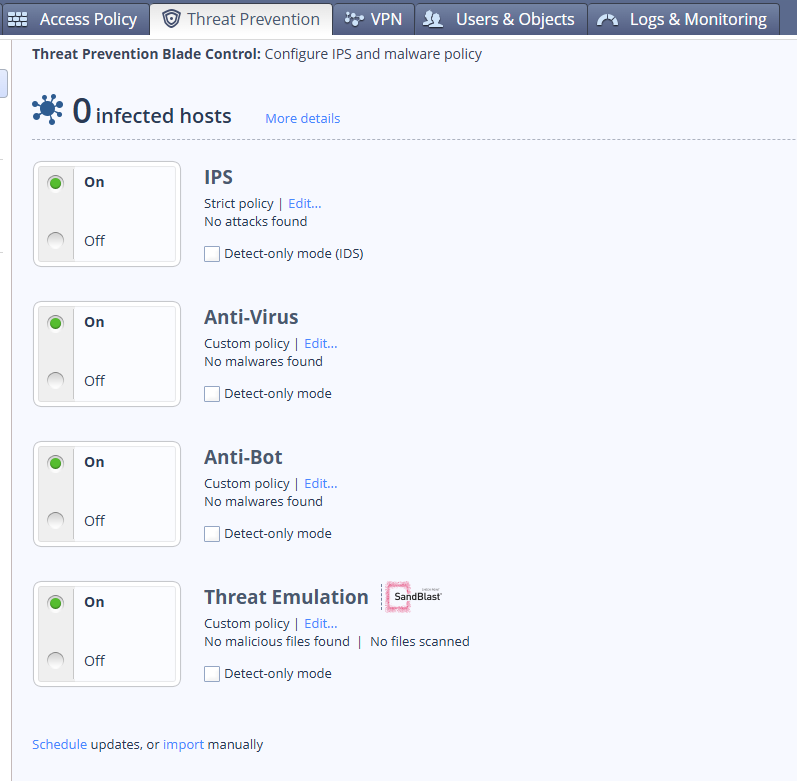 Access Policy Threat Prevention VPN Users & Objects Logs & Monitoring
Threat Prevention Blade Control: Configure IPS and malware policy
0 infected hosts More details
On
Off
IPS
Strict policy | Edit...
No attacks found
Detect-only mode (IDS)
On
Off
Anti-Virus
Custom policy | Edit...
No malwares found
Detect-only mode
On
Off
Anti-Bot
Custom policy | Edit...
No malwares found
Detect-only mode
On
Off
Threat Emulation SandBlast
Custom policy | Edit...
No malicious files found | No files scanned
Detect-only mode
Schedule updates, or import manually